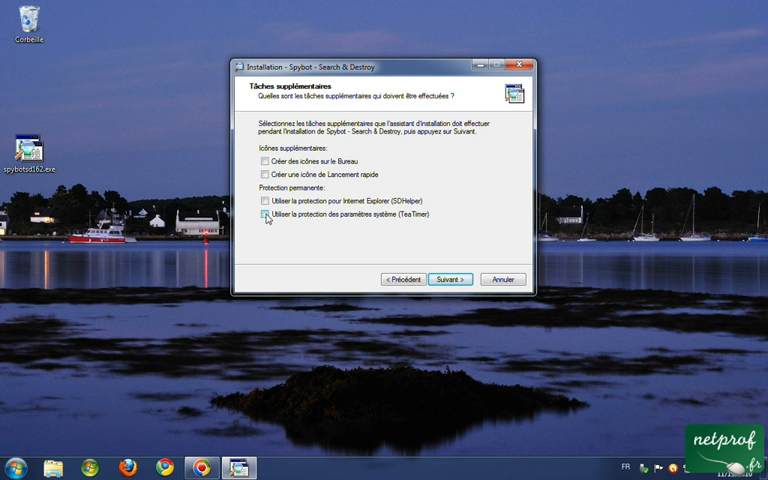 Corbeille
spybotsd162.exe
Installation - Spybot - Search & Destroy
Tâches supplémentaires
Quelles sont les tâches supplémentaires qui doivent être effectuées ?
Sélectionnez les tâches supplémentaires que l'assistant d'installation doit effectuer
pendant l'installation de Spybot - Search & Destroy, puis appuyez sur Suivant.
Icônes supplémentaires:
Créer des icônes sur le Bureau
Créer une icône de Lancement rapide
Protection permanente:
Utiliser la protection pour Internet Explorer (SDHelper)
Utiliser la protection des paramètres système (TeaTimer)
< Précédent
Suivant >
Annuler
FR
netprof
.fr